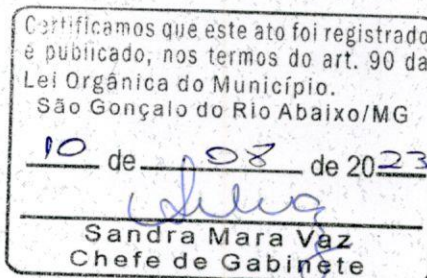 Certificamos que este ato foi registrado
e publicado, nos termos do art. 90 da
Lei Orgânica do Município.
São Gonçalo do Rio Abaixo/MG
10 de 08 de 2023
Sandra Mara Vaz
Chefe de Gabinete